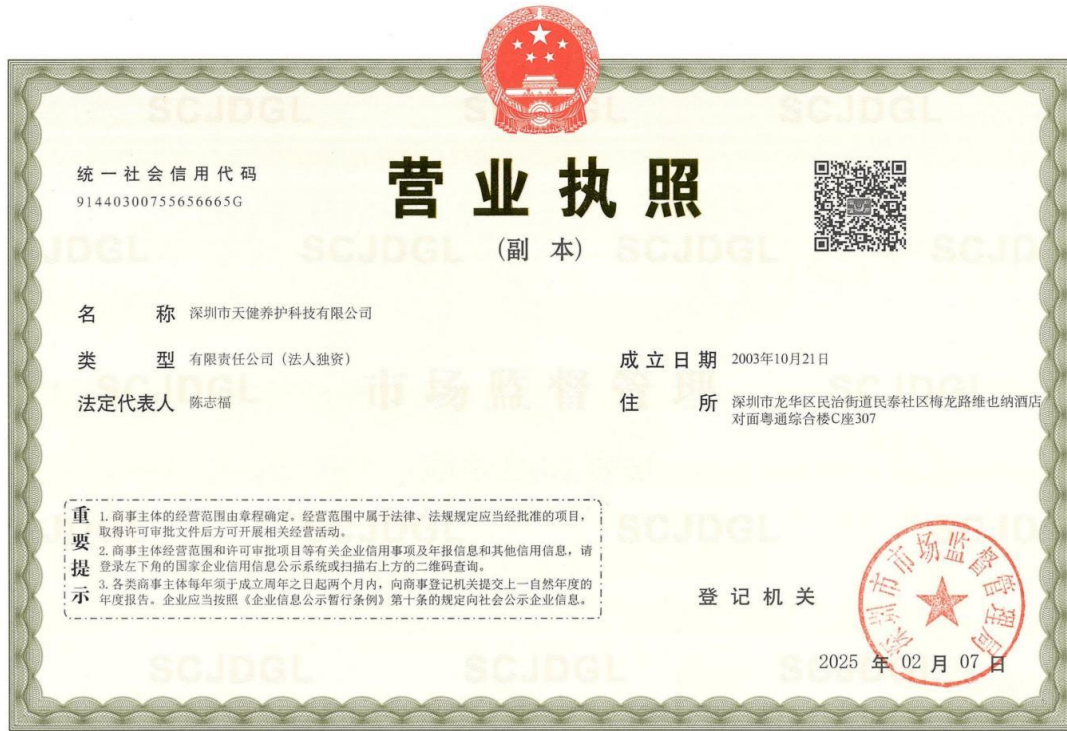 统一社会信用代码
91440300755656665G
营业执照
(副 本)
名 称 深圳市天健养护科技有限公司
类 型 有限责任公司（法人独资）
法定代表人 陈志福
成立日期 2003年10月21日
住 所 深圳市龙华区民治街道民泰社区梅龙路维也纳酒店
对面粤通综合楼C座307
重要提示
1. 商事主体的经营范围由章程确定。经营范围中属于法律、法规规定应当经批准的项目，
取得许可审批文件后方可开展相关经营活动。
2. 商事主体经营范围和许可审批项目等有关企业信用事项及年报信息和其他信用信息，请
登录左下角的国家企业信用信息公示系统或扫描右上方的二维码查询。
3. 各类商事主体每年须于成立周年之日起两个月内，向商事登记机关提交上一自然年度的
年度报告。企业应当按照《企业信息公示暂行条例》第十条的规定向社会公示企业信息。
登记机关
深圳市市场监督管理局
2025 年 02 月 07 日
SCJDGL
市场监督管理